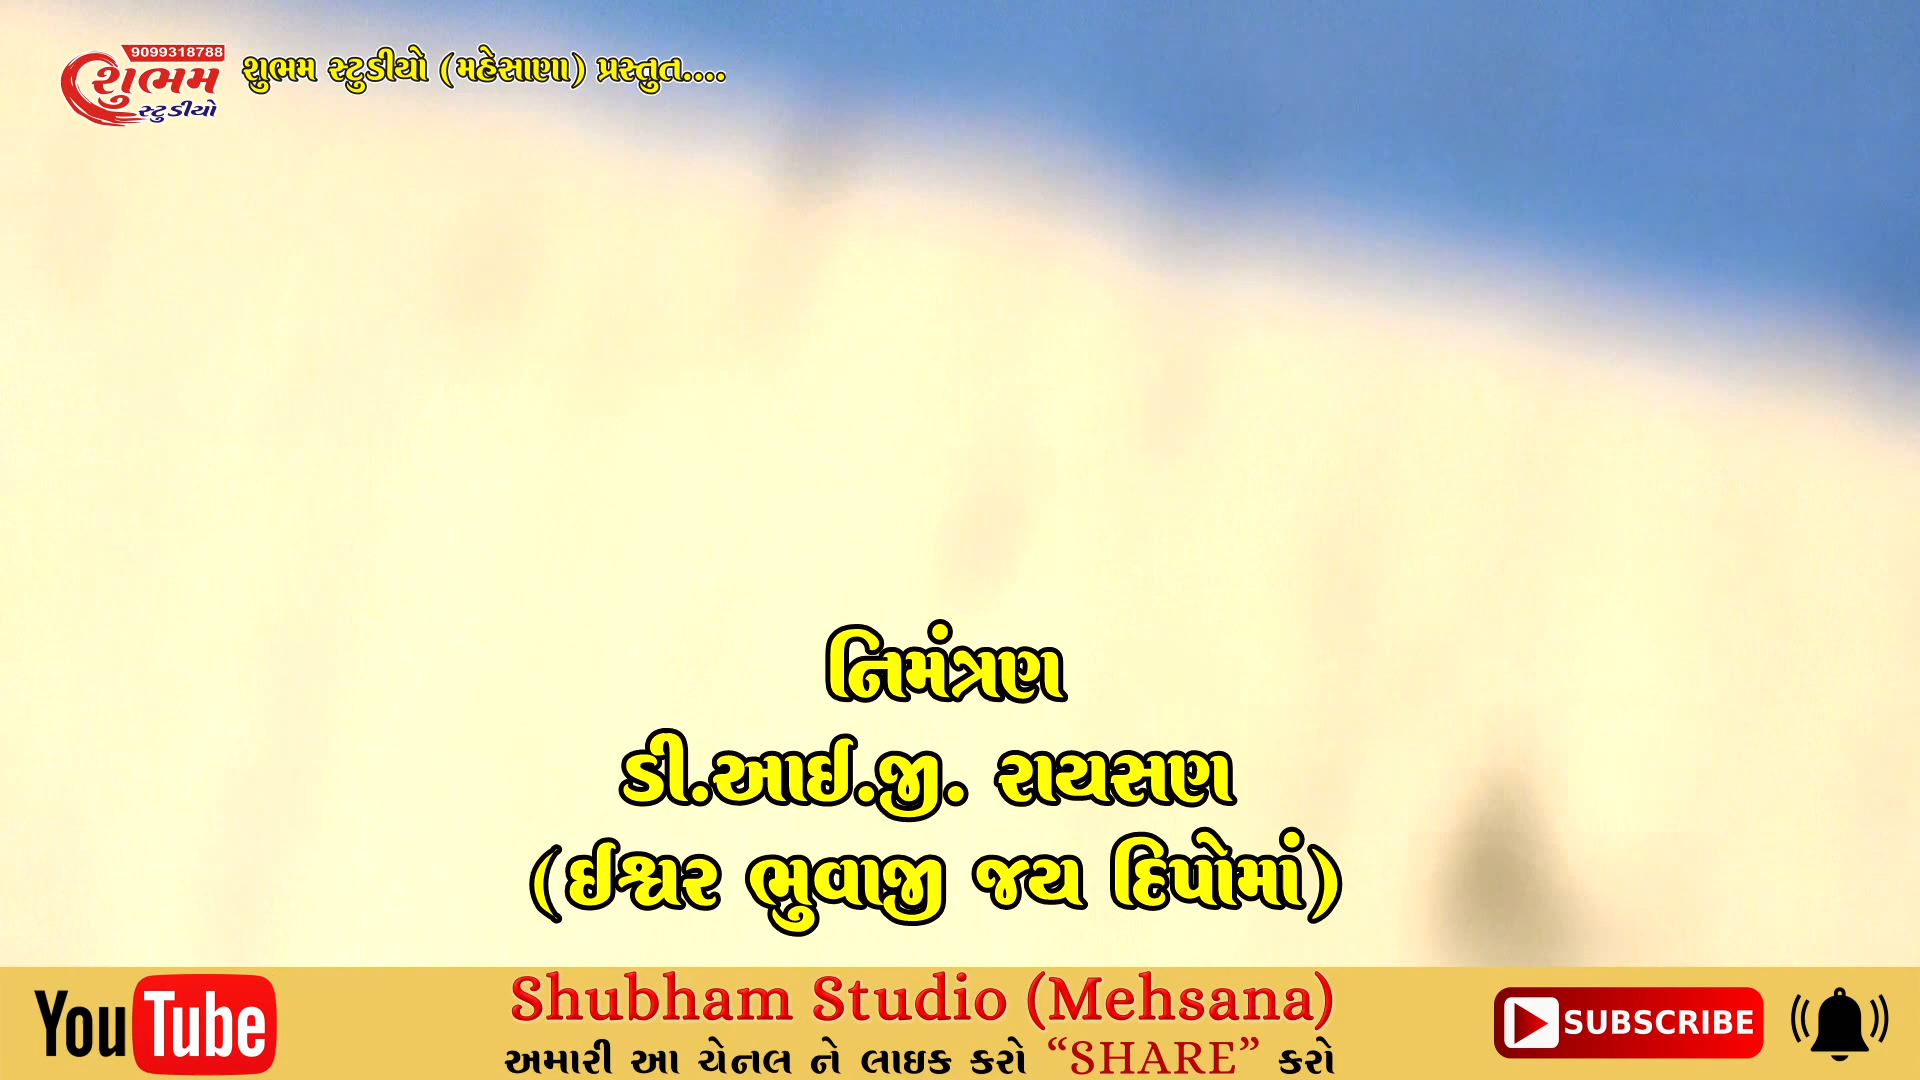 9099318788
શુભમ
સ્ટુડીયો
શુભમ સ્ટુડીયો (મહેસાણા) પ્રસ્તુત....
નિમંત્રણ
ડી.આઈ.જી. રાયસણ
(ઈશ્વર ભુવાજી જય દિપોમાં)
YouTube
Shubham Studio (Mehsana)
અમારી આ ચેનલ ને લાઇક કરો “SHARE” કરો
SUBSCRIBE